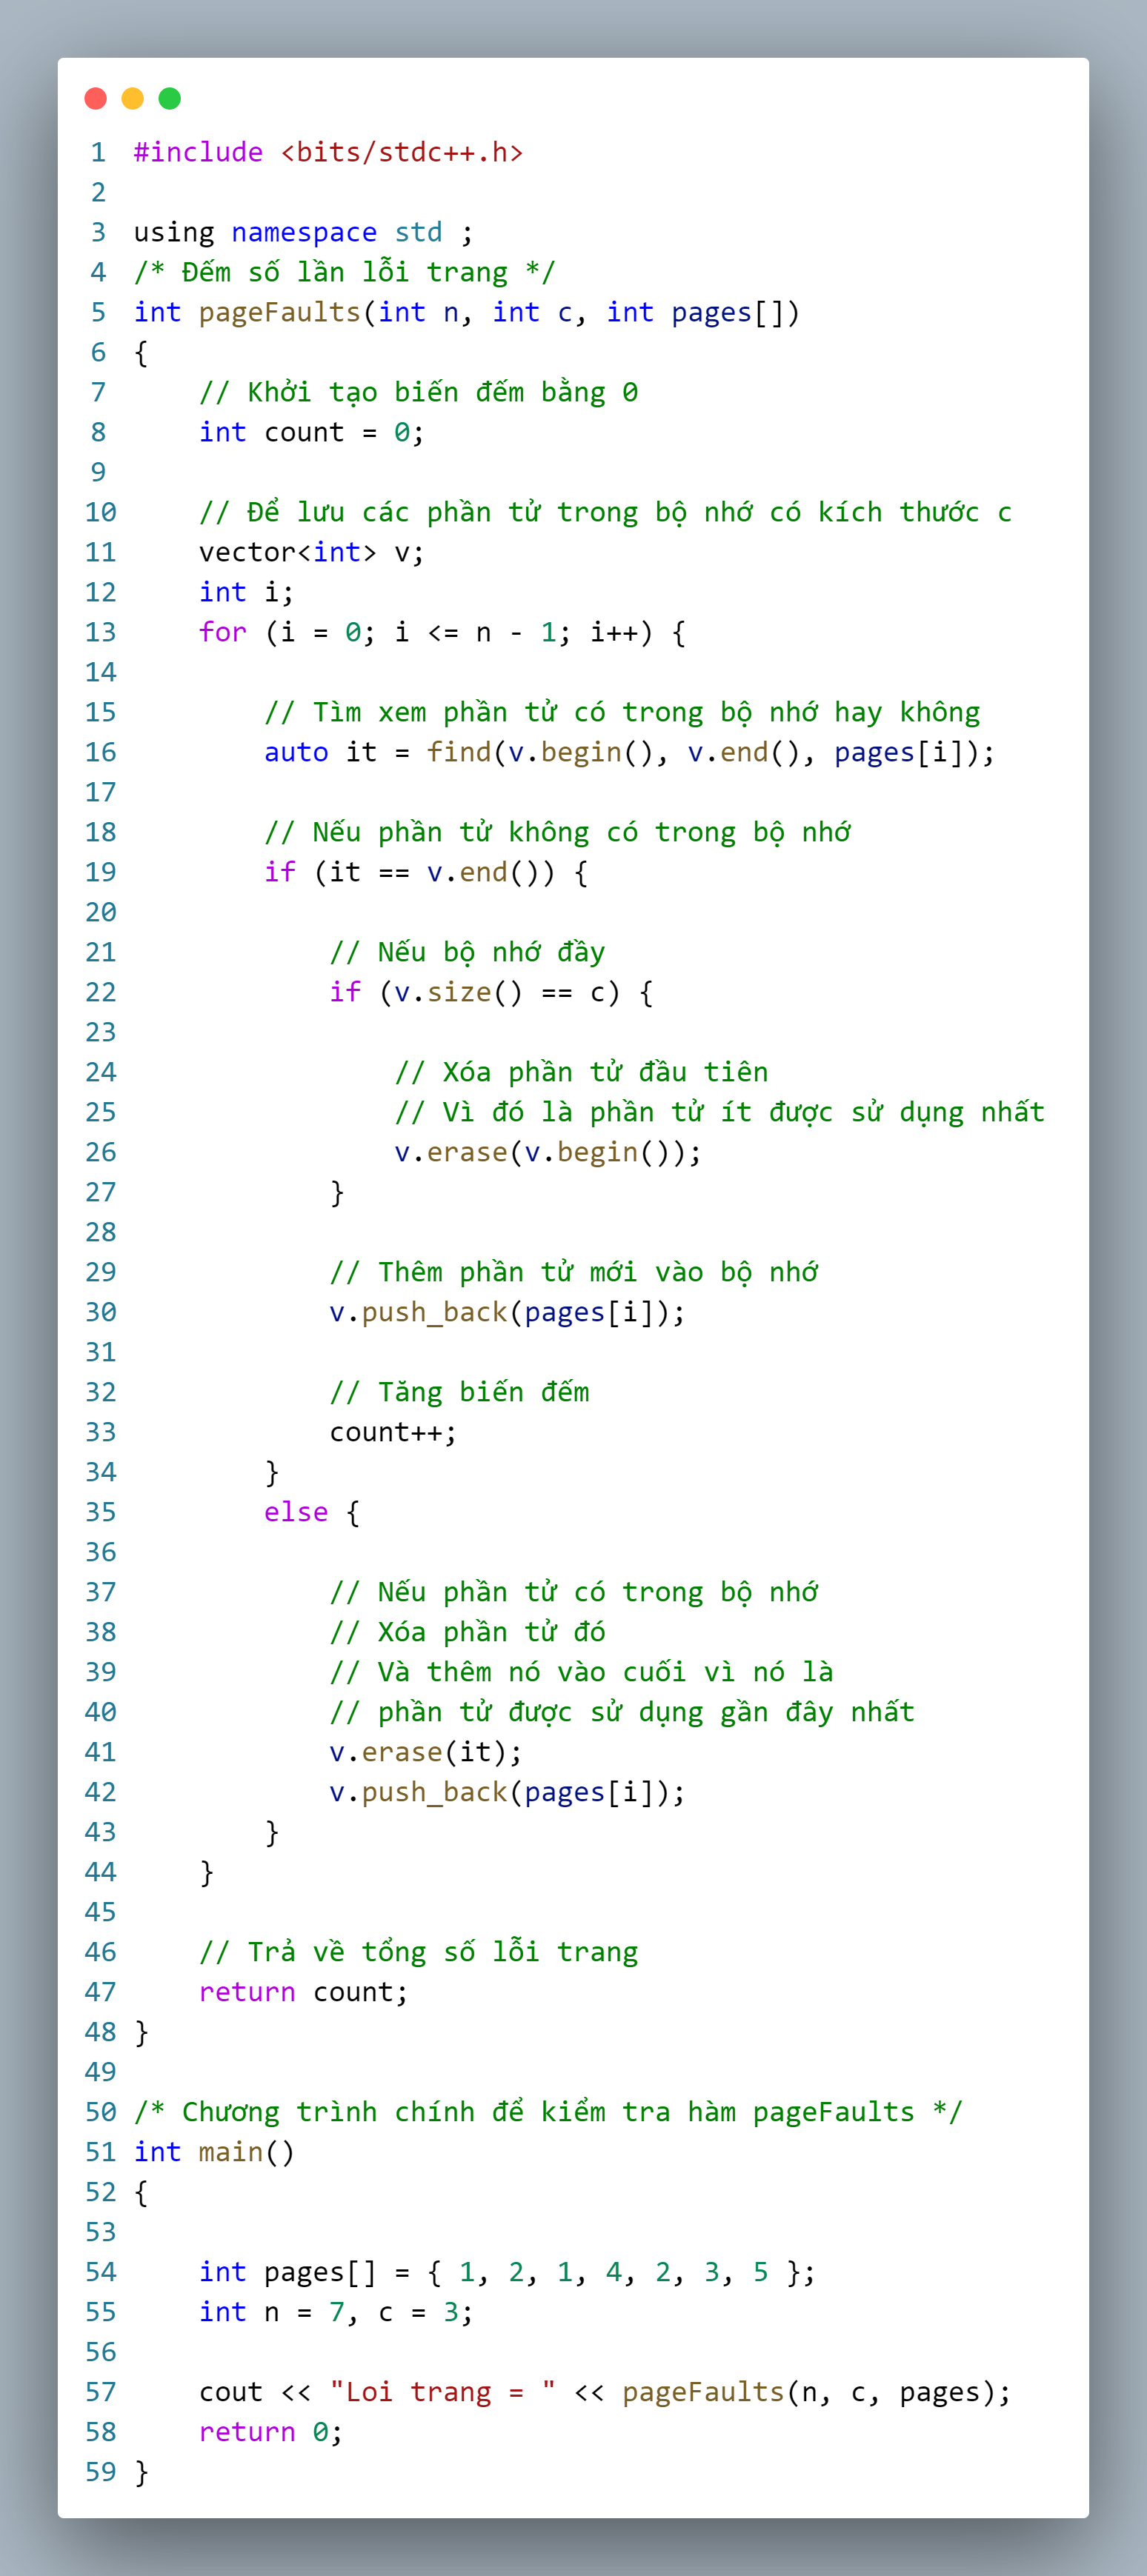 1 #include <bits/stdc++.h>
2
3 using namespace std ;
4 /* Đếm số lần lỗi trang */
5 int pageFaults(int n, int c, int pages[])
6 {
7     // Khởi tạo biến đếm bằng 0
8     int count = 0;
9
10     // Để lưu các phần tử trong bộ nhớ có kích thước c
11     vector<int> v;
12     int i;
13     for (i = 0; i <= n - 1; i++) {
14
15         // Tìm xem phần tử có trong bộ nhớ hay không
16         auto it = find(v.begin(), v.end(), pages[i]);
17
18         // Nếu phần tử không có trong bộ nhớ
19         if (it == v.end()) {
20
21             // Nếu bộ nhớ đầy
22             if (v.size() == c) {
23
24                 // Xóa phần tử đầu tiên
25                 // Vì đó là phần tử ít được sử dụng nhất
26                 v.erase(v.begin());
27             }
28
29             // Thêm phần tử mới vào bộ nhớ
30             v.push_back(pages[i]);
31
32             // Tăng biến đếm
33             count++;
34         }
35         else {
36
37             // Nếu phần tử có trong bộ nhớ
38             // Xóa phần tử đó
39             // Và thêm nó vào cuối vì nó là
40             // phần tử được sử dụng gần đây nhất
41             v.erase(it);
42             v.push_back(pages[i]);
43         }
44     }
45
46     // Trả về tổng số lỗi trang
47     return count;
48 }
49
50 /* Chương trình chính để kiểm tra hàm pageFaults */
51 int main()
52 {
53
54     int pages[] = { 1, 2, 1, 4, 2, 3, 5 };
55     int n = 7, c = 3;
56
57     cout << "Loi trang = " << pageFaults(n, c, pages);
58     return 0;
59 }